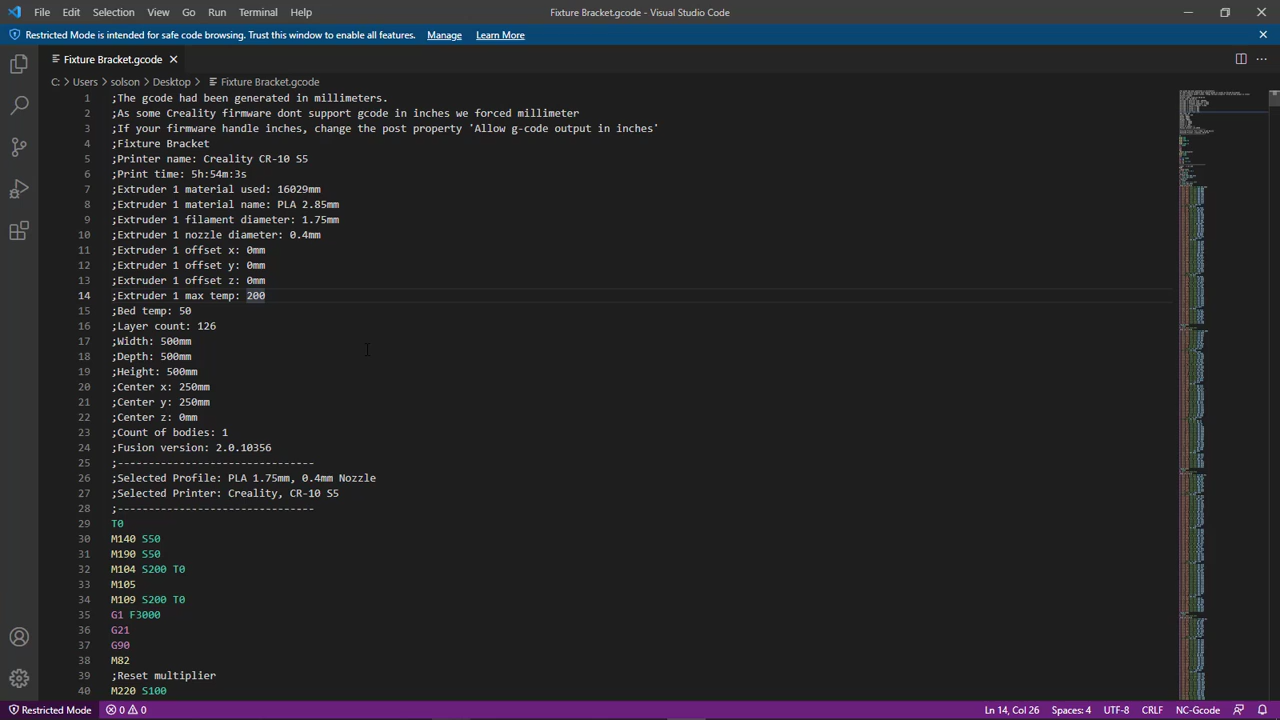 File Edit Selection View Go Run Terminal Help Fixture Bracket.gcode - Visual Studio Code
Restricted Mode is intended for safe code browsing. Trust this window to enable all features. Manage Learn More
Fixture Bracket.gcode
C: > Users > solson > Desktop > Fixture Bracket.gcode
1 ;The gcode had been generated in millimeters.
2 ;As some Creality firmware dont support gcode in inches we forced millimeter
3 ;If your firmware handle inches, change the post property 'Allow g-code output in inches'
4 ;Fixture Bracket
5 ;Printer name: Creality CR-10 S5
6 ;Print time: 5h:54m:3s
7 ;Extruder 1 material used: 16029mm
8 ;Extruder 1 material name: PLA 2.85mm
9 ;Extruder 1 filament diameter: 1.75mm
10 ;Extruder 1 nozzle diameter: 0.4mm
11 ;Extruder 1 offset x: 0mm
12 ;Extruder 1 offset y: 0mm
13 ;Extruder 1 offset z: 0mm
14 ;Extruder 1 max temp: 200
15 ;Bed temp: 50
16 ;Layer count: 126
17 ;Width: 500mm
18 ;Depth: 500mm
19 ;Height: 500mm
20 ;Center x: 250mm
21 ;Center y: 250mm
22 ;Center z: 0mm
23 ;Count of bodies: 1
24 ;Fusion version: 2.0.10356
25 ;--------------------------------
26 ;Selected Profile: PLA 1.75mm, 0.4mm Nozzle
27 ;Selected Printer: Creality, CR-10 S5
28 ;--------------------------------
29 T0
30 M140 S50
31 M190 S50
32 M104 S200 T0
33 M105
34 M109 S200 T0
35 G1 F3000
36 G21
37 G90
38 M82
39 ;Reset multiplier
40 M220 S100
Restricted Mode 0 0 Ln 14, Col 26 Spaces: 4 UTF-8 CRLF NC-Gcode